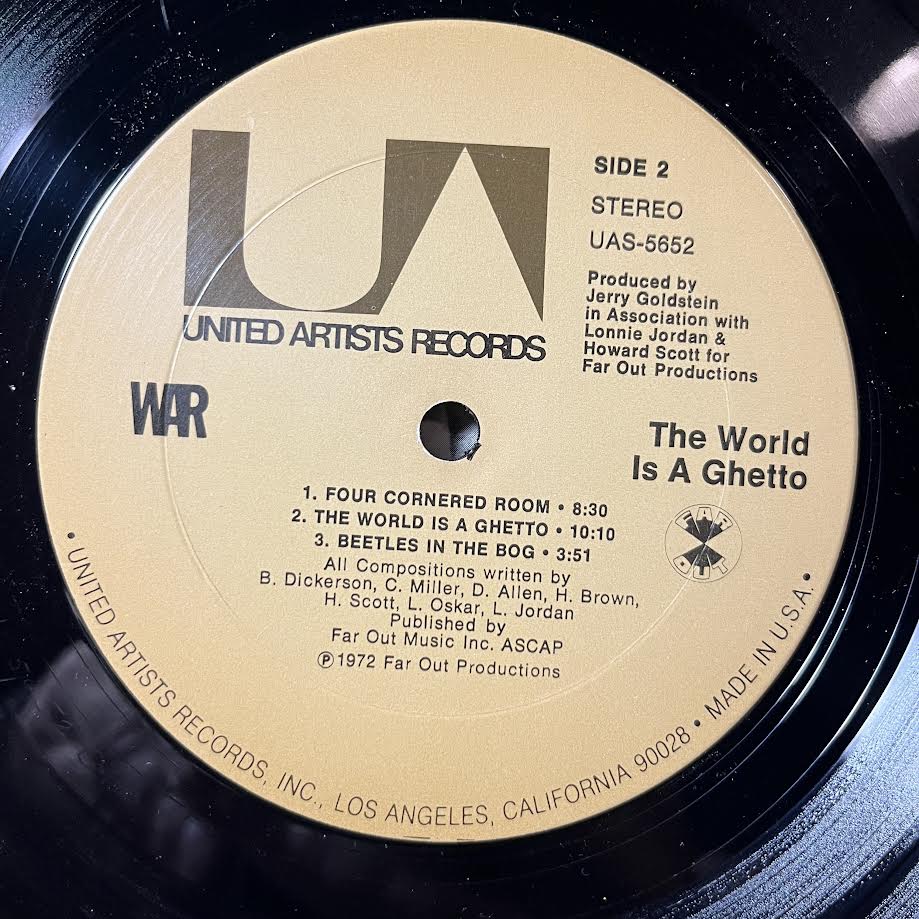 UA
UNITED ARTISTS RECORDS
SIDE 2
STEREO
UAS-5652
Produced by
Jerry Goldstein
in Association with
Lonnie Jordan &
Howard Scott for
Far Out Productions
WAR
The World
Is A Ghetto
1. FOUR CORNERED ROOM • 8:30
2. THE WORLD IS A GHETTO • 10:10
3. BEETLES IN THE BOG • 3:51
All Compositions written by
B. Dickerson, C. Miller, D. Allen, H. Brown,
H. Scott, L. Oskar, L. Jordan
Published by
Far Out Music Inc. ASCAP
Ⓟ1972 Far Out Productions
FAR
OUT
• UNITED ARTISTS RECORDS, INC., LOS ANGELES, CALIFORNIA 90028 • MADE IN U.S.A. •